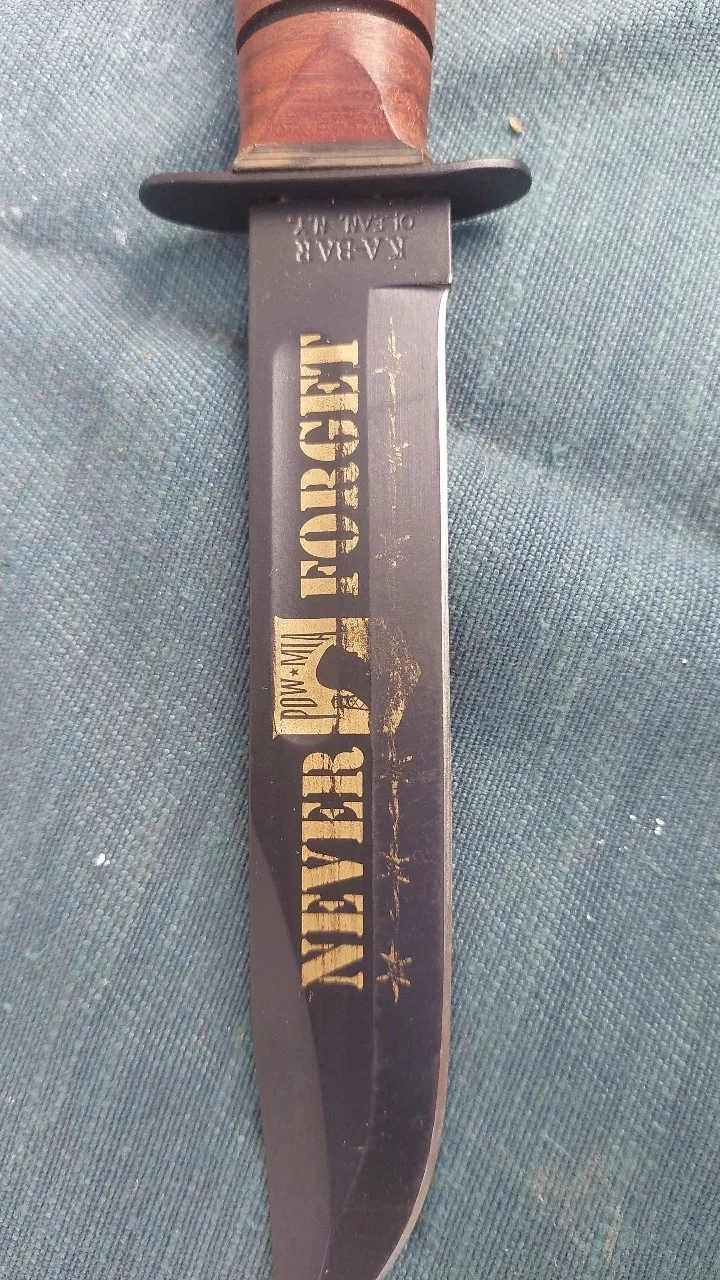 KA-BAR
OLEAN, N.Y.
NEVER
POW★MIA
FORGET